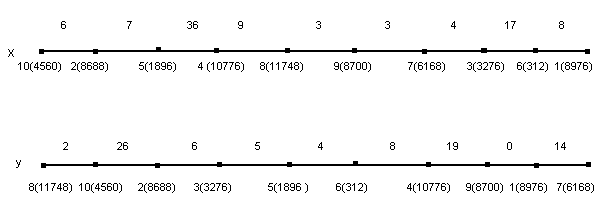 6 7 36 9 3 3 4 17 8
X
10(4560) 2(8688) 5(1896) 4 (10776) 8(11748) 9(8700) 7(6168) 3(3276) 6(312) 1(8976)
2 26 6 5 4 8 19 0 14
y
8(11748) 10(4560) 2(8688) 3(3276) 5(1896 ) 6(312) 4(10776) 9(8700) 1(8976) 7(6168)